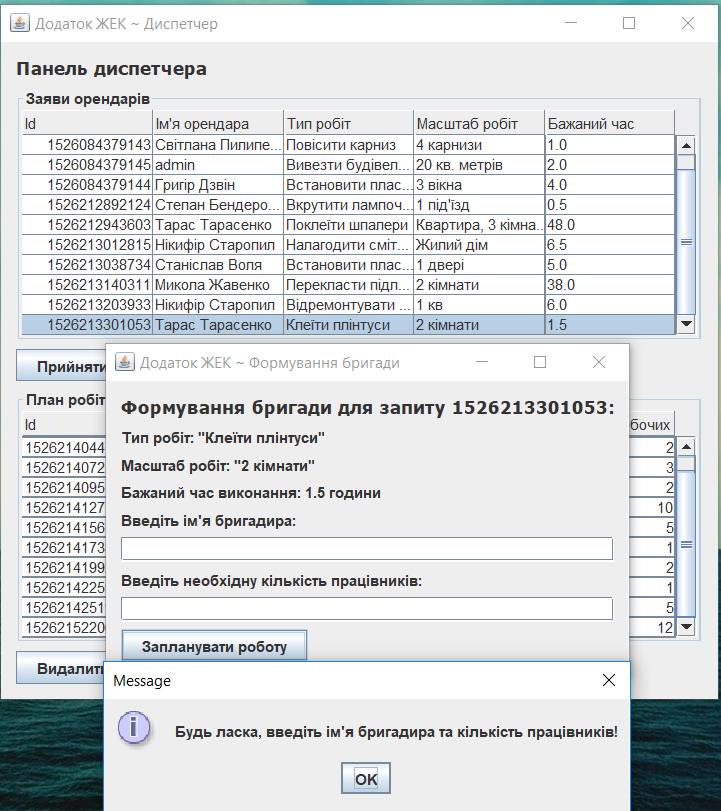 Додаток ЖЕК ~ Диспетчер
Панель диспетчера
Заяви орендарів
Id Ім'я орендара Тип робіт Масштаб робіт Бажаний час
1526084379143 Світлана Пилипе... Повісити карниз 4 карнизи 1.0
1526084379145 admin Вивезти будівел... 20 кв. метрів 2.0
1526084379144 Григір Дзвін Встановити плас... 3 вікна 4.0
1526212892124 Степан Бендеро... Вкрутити лампоч... 1 під'їзд 0.5
1526212943603 Тарас Тарасенко Поклеїти шпалери Квартира, 3 кімна... 48.0
1526213012815 Нікифір Старопил Налагодити сміт... Жилий дім 6.5
1526213038734 Станіслав Воля Встановити плас... 1 двері 5.0
1526213140311 Микола Жавенко Перекласти підл... 2 кімнати 38.0
1526213203933 Нікифір Старопил Відремонтувати ... 1 кв 6.0
1526213301053 Тарас Тарасенко Клеїти плінтуси 2 кімнати 1.5
Прийняти
План робіт
Id бочих
1526214044 2
1526214072 3
1526214095 2
1526214127 10
1526214156 5
1526214173 1
1526214199 2
1526214225 1
1526214251 5
1526215220 12
Видалить
Додаток ЖЕК ~ Формування бригади
Формування бригади для запиту 1526213301053:
Тип робіт: "Клеїти плінтуси"
Масштаб робіт: "2 кімнати"
Бажаний час виконання: 1.5 години
Введіть ім'я бригадира:
Введіть необхідну кількість працівників:
Запланувати роботу
Message
Будь ласка, введіть ім'я бригадира та кількість працівників!
OK